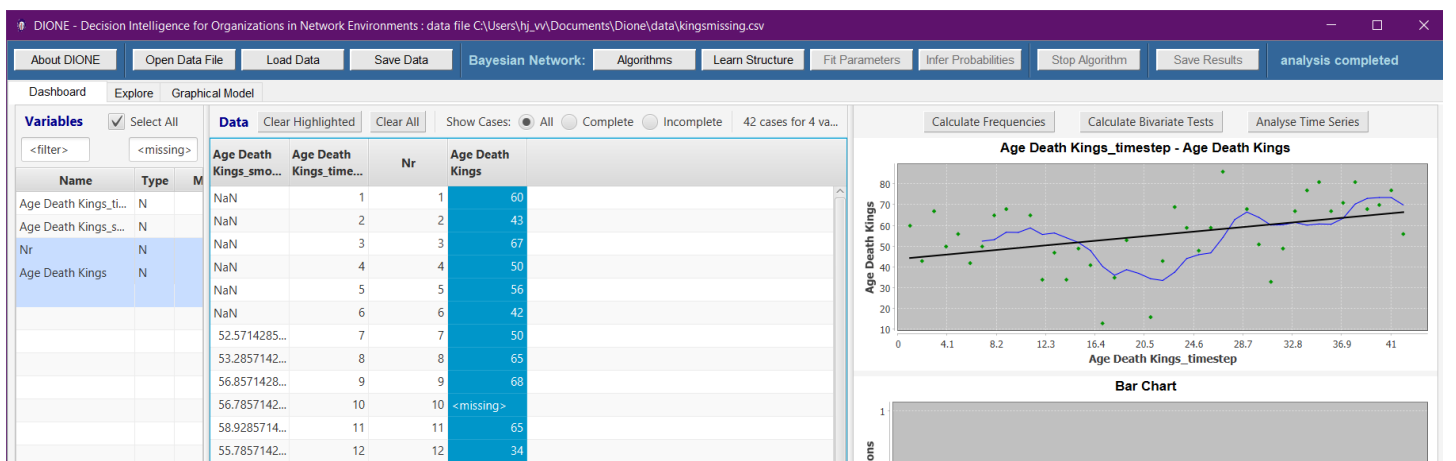 DIONE - Decision Intelligence for Organizations in Network Environments : data file C:\Users\hj_vv\Documents\Dione\data\kingsmissing.csv
About DIONE Open Data File Load Data Save Data Bayesian Network: Algorithms Learn Structure Fit Parameters Infer Probabilities Stop Algorithm Save Results analysis completed
Dashboard Explore Graphical Model
Variables Select All
<filter> <missing>
Name Type M
Age Death Kings_ti... N
Age Death Kings_s... N
Nr N
Age Death Kings N
Data Clear Highlighted Clear All Show Cases: All Complete Incomplete 42 cases for 4 va...
Age Death Kings_smo... Age Death Kings_time... Nr Age Death Kings
NaN 1 1 60
NaN 2 2 43
NaN 3 3 67
NaN 4 4 50
NaN 5 5 56
NaN 6 6 42
52.5714285... 7 7 50
53.2857142... 8 8 65
56.8571428... 9 9 68
56.7857142... 10 10 <missing>
58.9285714... 11 11 65
55.7857142... 12 12 34
Calculate Frequencies Calculate Bivariate Tests Analyse Time Series
Age Death Kings_timestep - Age Death Kings
Age Death Kings
80
70
60
50
40
30
20
10
0 4.1 8.2 12.3 16.4 20.5 24.6 28.7 32.8 36.9 41
Age Death Kings_timestep
Bar Chart
1